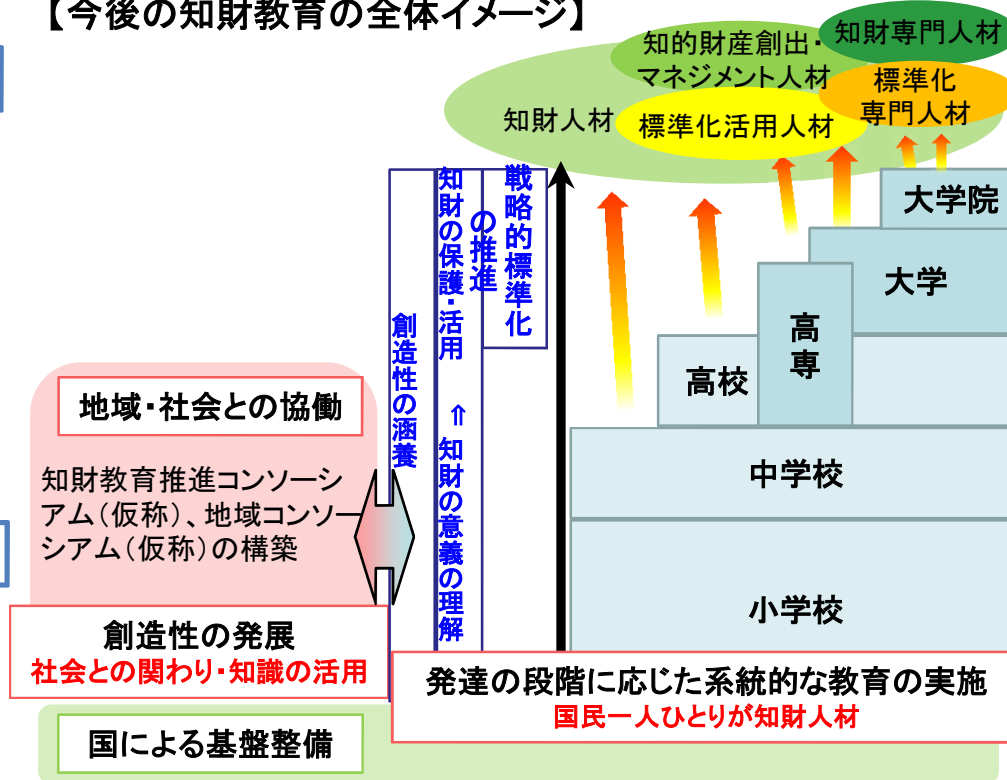 【今後の知財教育の全体イメージ】
知的財産創出・
マネジメント人材
知財専門人材
知財人材
標準化活用人材
標準化
専門人材
創造性の涵養
知財の保護・活用 ⇑ 知財の意義の理解
戦略的標準化
の推進
大学院
大学
高専
高校
中学校
小学校
地域・社会との協働
知財教育推進コンソーシ
アム(仮称)、地域コンソー
シアム(仮称)の構築
創造性の発展
社会との関わり・知識の活用
発達の段階に応じた系統的な教育の実施
国民一人ひとりが知財人材
国による基盤整備